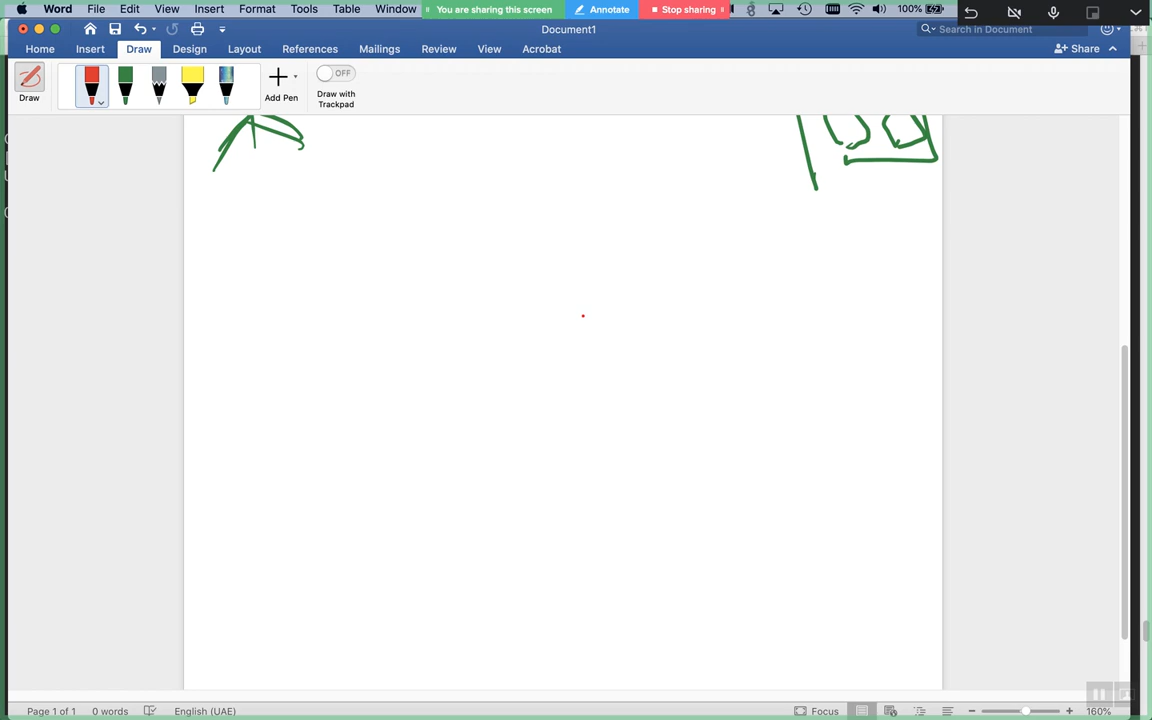 Word File Edit View Insert Format Tools Table Window You are sharing this screen Annotate Stop sharing 100%
Document1 Search in Document
Home Insert Draw Design Layout References Mailings Review View Acrobat Share
Draw Add Pen OFF Draw with Trackpad
Page 1 of 1 0 words English (UAE) Focus 160%